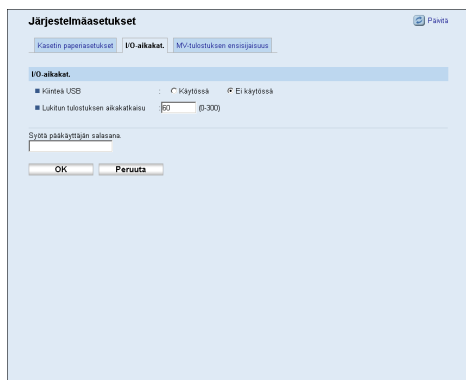 Järjestelmäasetukset
Päivitä
Kasetin paperiasetukset I/O-aikakat. MV-tulostuksen ensisijaisuus
I/O-aikakat.
Kiinteä USB : Käytössä Ei käytössä
Lukitun tulostuksen aikakatkaisu : 60 (0-300)
Syötä pääkäyttäjän salasana.
OK Peruuta